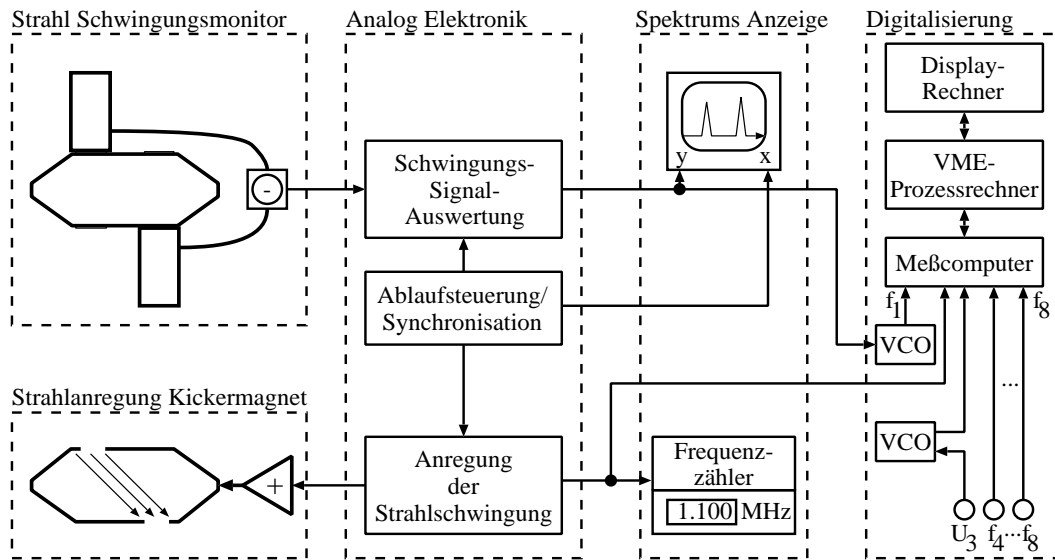 Strahl Schwingungsmonitor
Analog Elektronik
Spektrums Anzeige
Digitalisierung
Display-
Rechner
y
x
Schwingungs-
Signal-
Auswertung
-
VME-
Prozessrechner
Meßcomputer
Ablaufsteuerung/
Synchronisation
f1
f8
VCO
...
Strahlanregung Kickermagnet
VCO
Anregung
der
Strahlschwingung
+
Frequenz-
zähler
1.100 MHz
U3
f4...f8